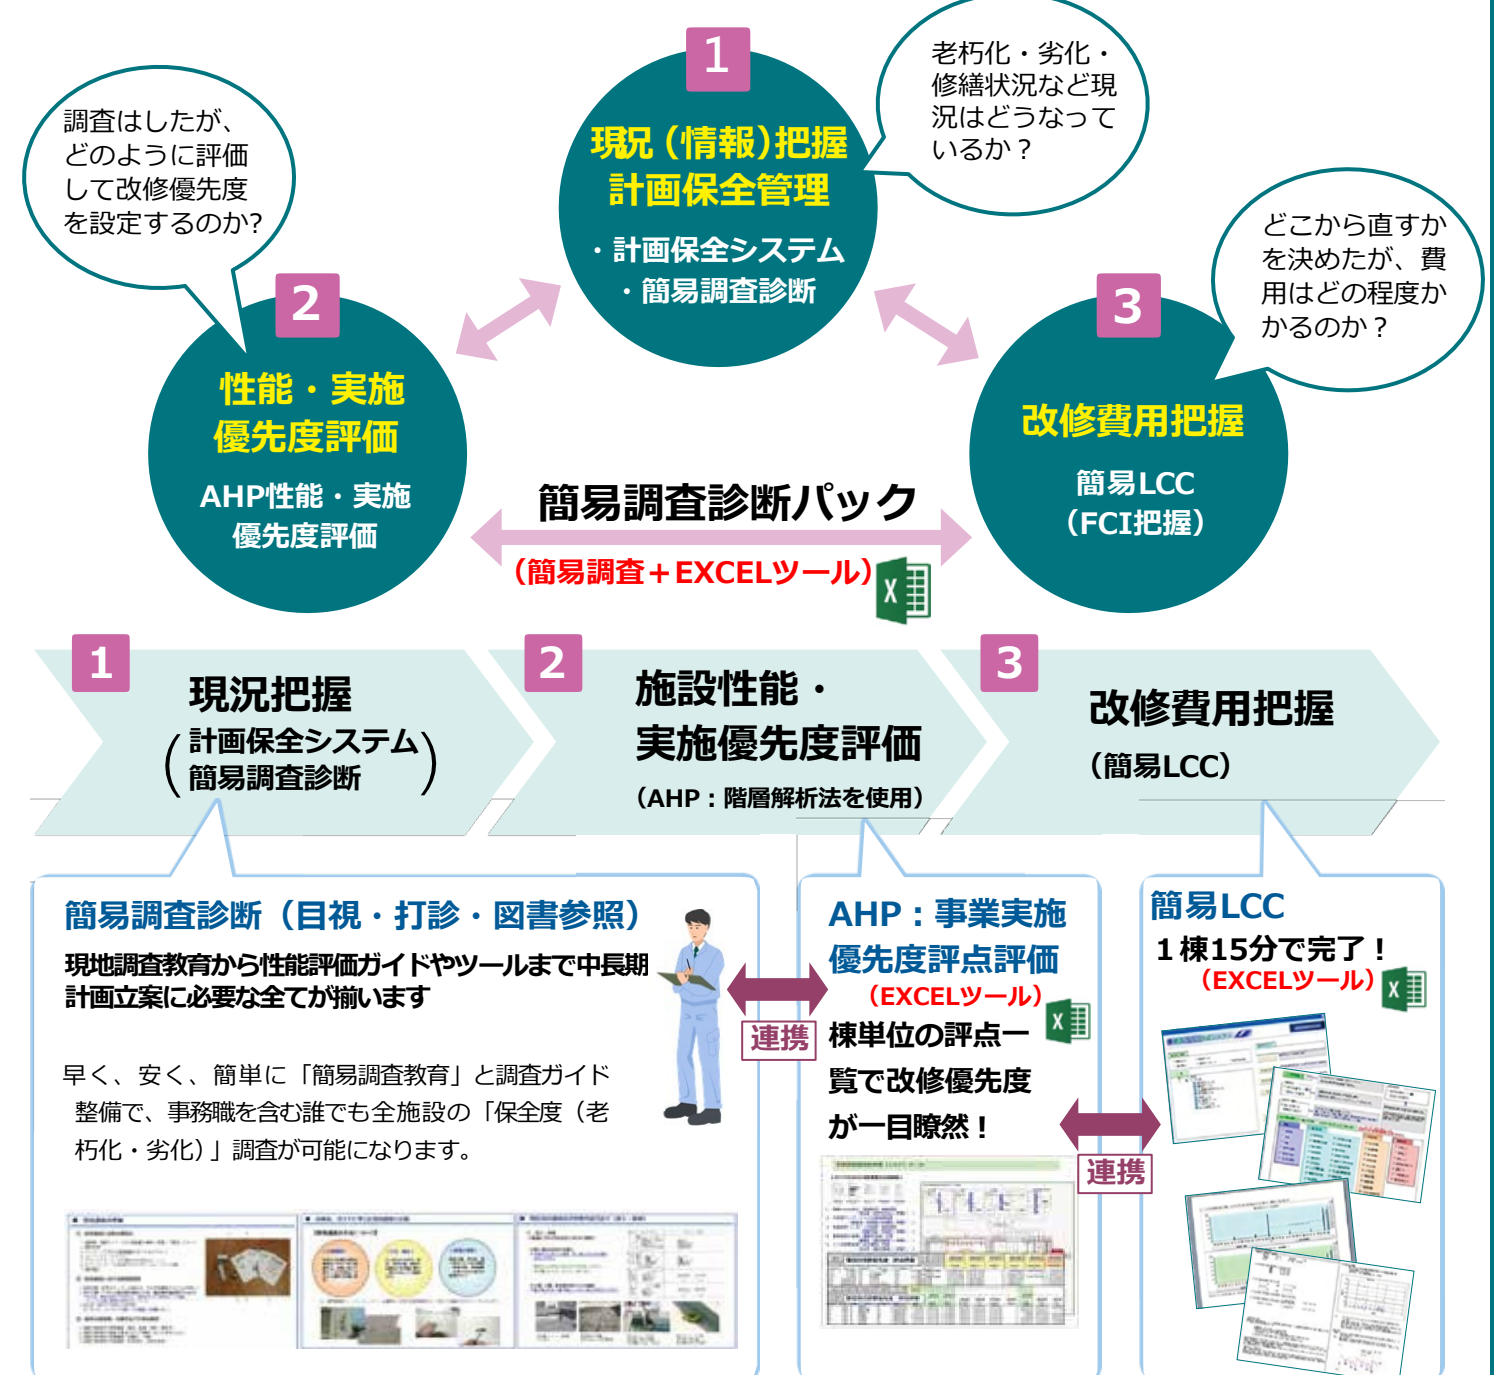 1
現況（情報）把握
計画保全管理
・計画保全システム
・簡易調査診断
老朽化・劣化・
修繕状況など現
況はどうなって
いるか？
調査はしたが、
どのように評価
して改修優先度
を設定するのか?
2
性能・実施
優先度評価
AHP性能・実施
優先度評価
どこから直すか
を決めたが、費
用はどの程度か
かるのか？
3
改修費用把握
簡易LCC
（FCI把握）
簡易調査診断パック
（簡易調査＋EXCELツール）
1
現況把握
（計画保全システム
簡易調査診断）
2
施設性能・
実施優先度評価
（AHP：階層解析法を使用）
3
改修費用把握
（簡易LCC）
簡易調査診断（目視・打診・図書参照）
現地調査教育から性能評価ガイドやツールまで中長期
計画立案に必要な全てが揃います
早く、安く、簡単に「簡易調査教育」と調査ガイド
整備で、事務職を含む誰でも全施設の「保全度（老
朽化・劣化）」調査が可能になります。
連携
AHP：事業実施
優先度評点評価
（EXCELツール）
棟単位の評点一
覧で改修優先度
が一目瞭然！
連携
簡易LCC
１棟15分で完了！
（EXCELツール）